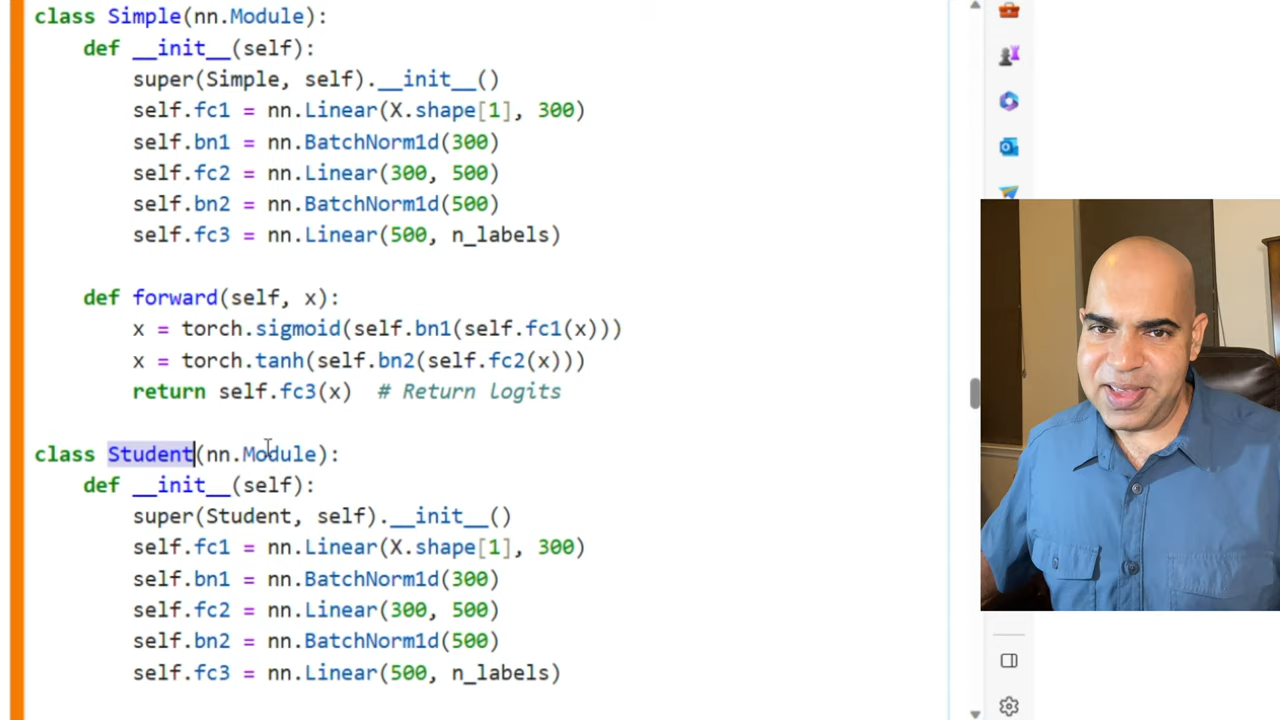 class Simple(nn.Module):
    def __init__(self):
        super(Simple, self).__init__()
        self.fc1 = nn.Linear(X.shape[1], 300)
        self.bn1 = nn.BatchNorm1d(300)
        self.fc2 = nn.Linear(300, 500)
        self.bn2 = nn.BatchNorm1d(500)
        self.fc3 = nn.Linear(500, n_labels)
    def forward(self, x):
        x = torch.sigmoid(self.bn1(self.fc1(x)))
        x = torch.tanh(self.bn2(self.fc2(x)))
        return self.fc3(x)  # Return logits
class Student(nn.Module):
    def __init__(self):
        super(Student, self).__init__()
        self.fc1 = nn.Linear(X.shape[1], 300)
        self.bn1 = nn.BatchNorm1d(300)
        self.fc2 = nn.Linear(300, 500)
        self.bn2 = nn.BatchNorm1d(500)
        self.fc3 = nn.Linear(500, n_labels)